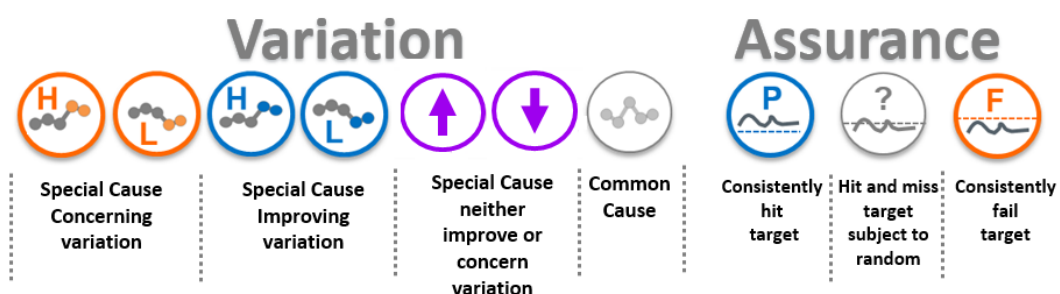 Variation
Assurance
H
L
H
L
P
?
F
Special Cause
Concerning
variation
Special Cause
Improving
variation
Special Cause
neither
improve or
concern
variation
Common
Cause
Consistently
hit
target
Hit and miss
target
subject to
random
Consistently
fail
target